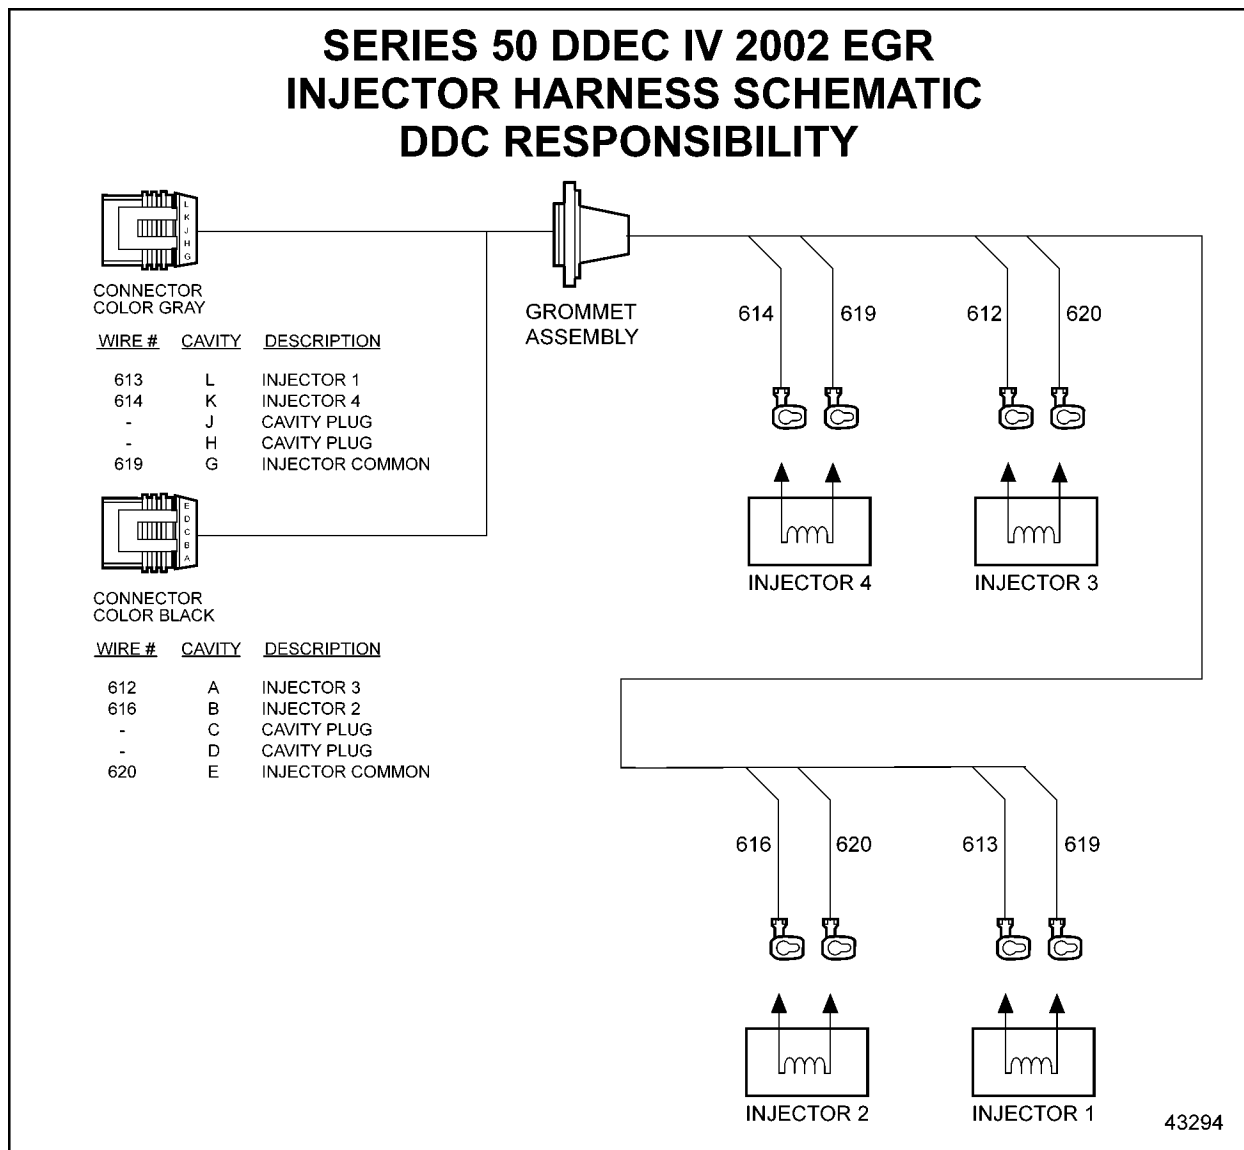 SERIES 50 DDEC IV 2002 EGR
INJECTOR HARNESS SCHEMATIC
DDC RESPONSIBILITY
L
K
J
H
G
CONNECTOR
COLOR GRAY
WIRE # CAVITY DESCRIPTION
613 L INJECTOR 1
614 K INJECTOR 4
- J CAVITY PLUG
- H CAVITY PLUG
619 G INJECTOR COMMON
E
D
C
B
A
CONNECTOR
COLOR BLACK
WIRE # CAVITY DESCRIPTION
612 A INJECTOR 3
616 B INJECTOR 2
- C CAVITY PLUG
- D CAVITY PLUG
620 E INJECTOR COMMON
GROMMET
ASSEMBLY
614 619 612 620
INJECTOR 4 INJECTOR 3
616 620 613 619
INJECTOR 2 INJECTOR 1
43294